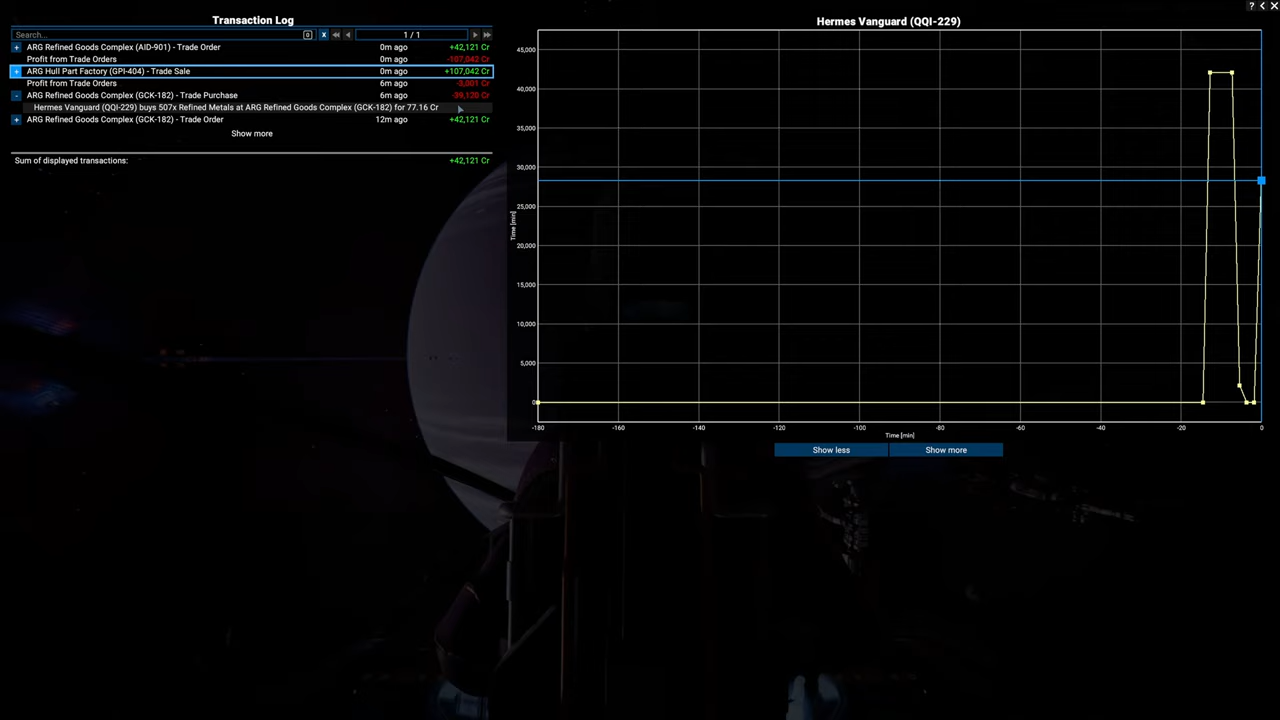 Transaction Log
Search...
1 / 1
ARG Refined Goods Complex (AID-901) - Trade Order 0m ago +42,121 Cr
Profit from Trade Orders 0m ago -107,042 Cr
ARG Hull Part Factory (GPI-404) - Trade Sale 0m ago +107,042 Cr
Profit from Trade Orders 6m ago -3,001 Cr
ARG Refined Goods Complex (GCK-182) - Trade Purchase 6m ago -39,120 Cr
Hermes Vanguard (QQI-229) buys 507x Refined Metals at ARG Refined Goods Complex (GCK-182) for 77.16 Cr
ARG Refined Goods Complex (GCK-182) - Trade Order 12m ago +42,121 Cr
Show more
Sum of displayed transactions: +42,121 Cr
Hermes Vanguard (QQI-229)
45,000
40,000
35,000
30,000
25,000
20,000
15,000
10,000
5,000
0
Time [min]
-180 -160 -140 -120 -100 -80 -60 -40 -20 0
Time [min]
Show less Show more